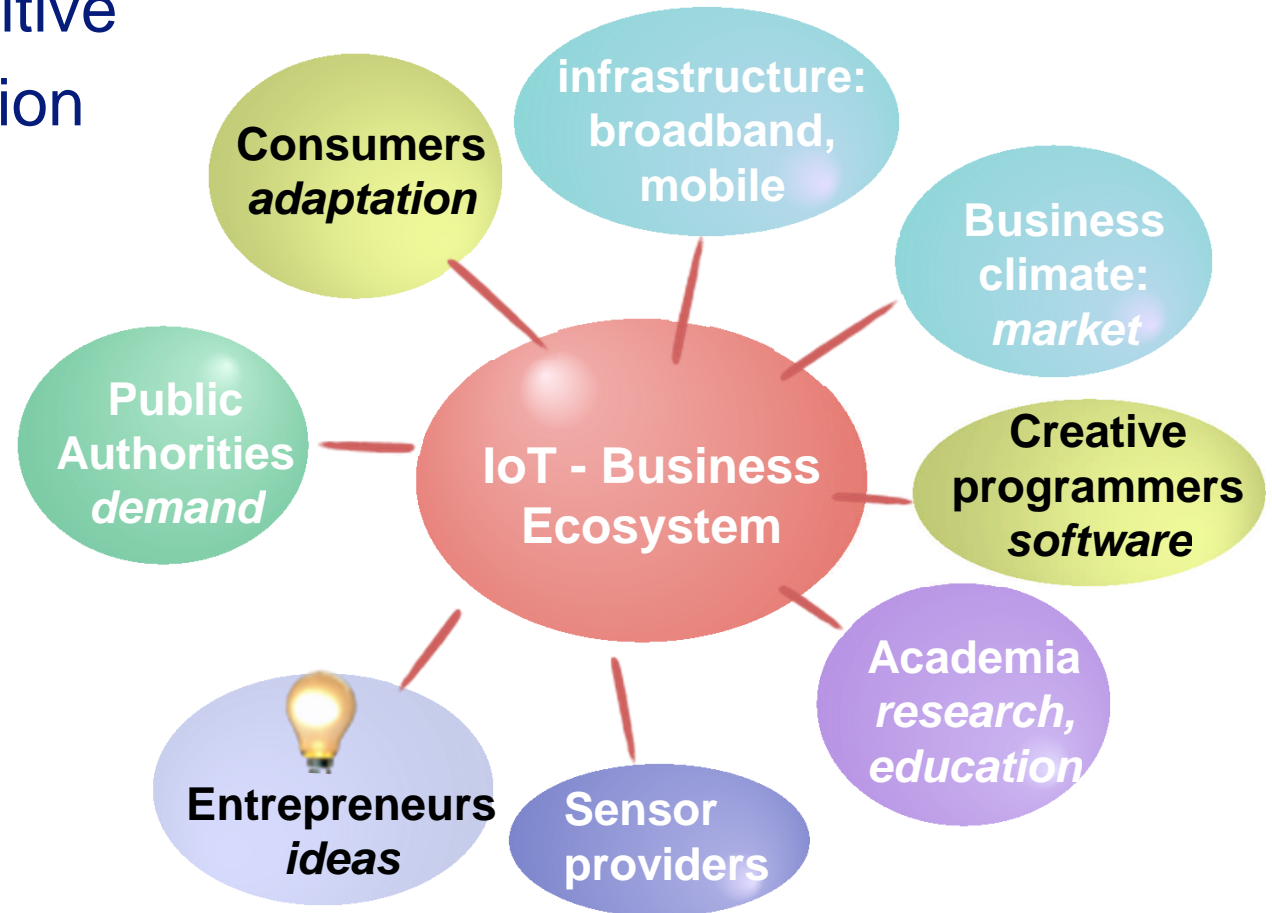 itive
tion
Consumers
adaptation
infrastructure:
broadband,
mobile
Business
climate:
market
Public
Authorities
demand
IoT - Business
Ecosystem
Creative
programmers
software
Academia
research,
education
Entrepreneurs
ideas
Sensor
providers